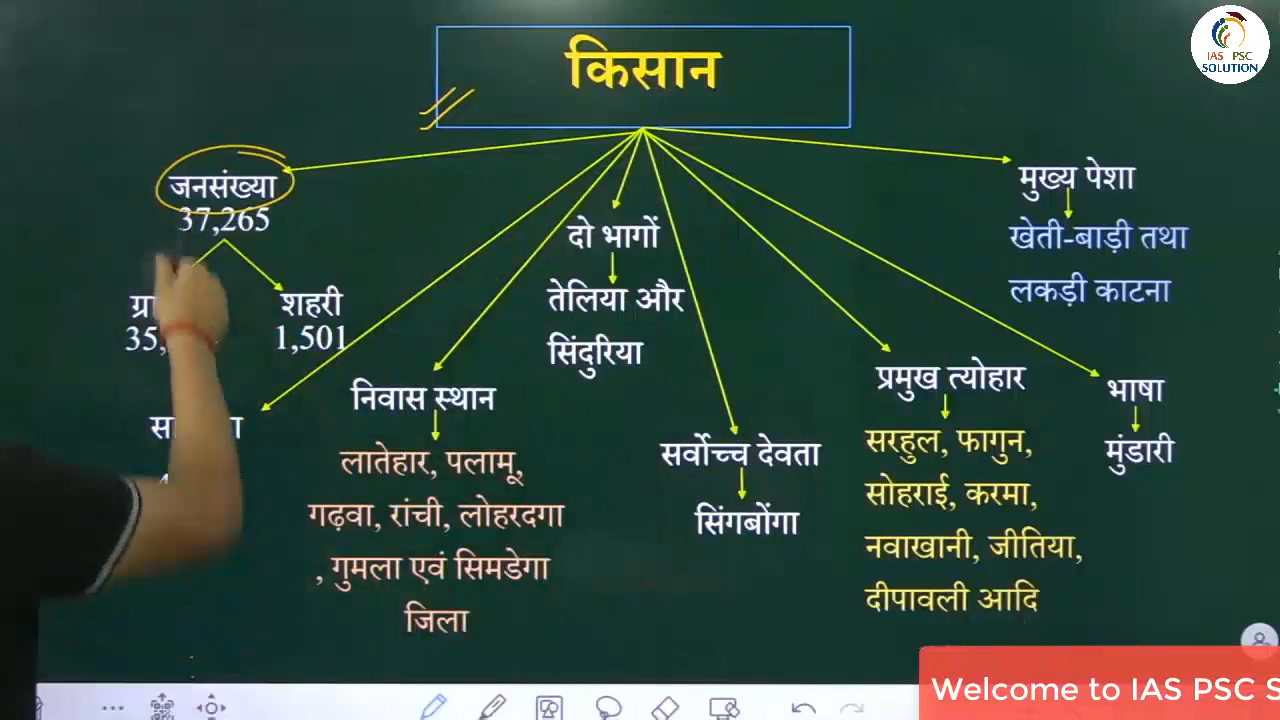 किसान
IAS PSC
SOLUTION
जनसंख्या
37,265
शहरी
1,501
निवास स्थान
लातेहार, पलामू,
गढ़वा, रांची, लोहरदगा
, गुमला एवं सिमडेगा
जिला
दो भागों
तेलिया और
सिंदुरिया
सर्वोच्च देवता
सिंगबोंगा
प्रमुख त्योहार
सरहुल, फागुन,
सोहराई, करमा,
नवाखानी, जीतिया,
दीपावली आदि
मुख्य पेशा
खेती-बाड़ी तथा
लकड़ी काटना
भाषा
मुंडारी
Welcome to IAS PSC S